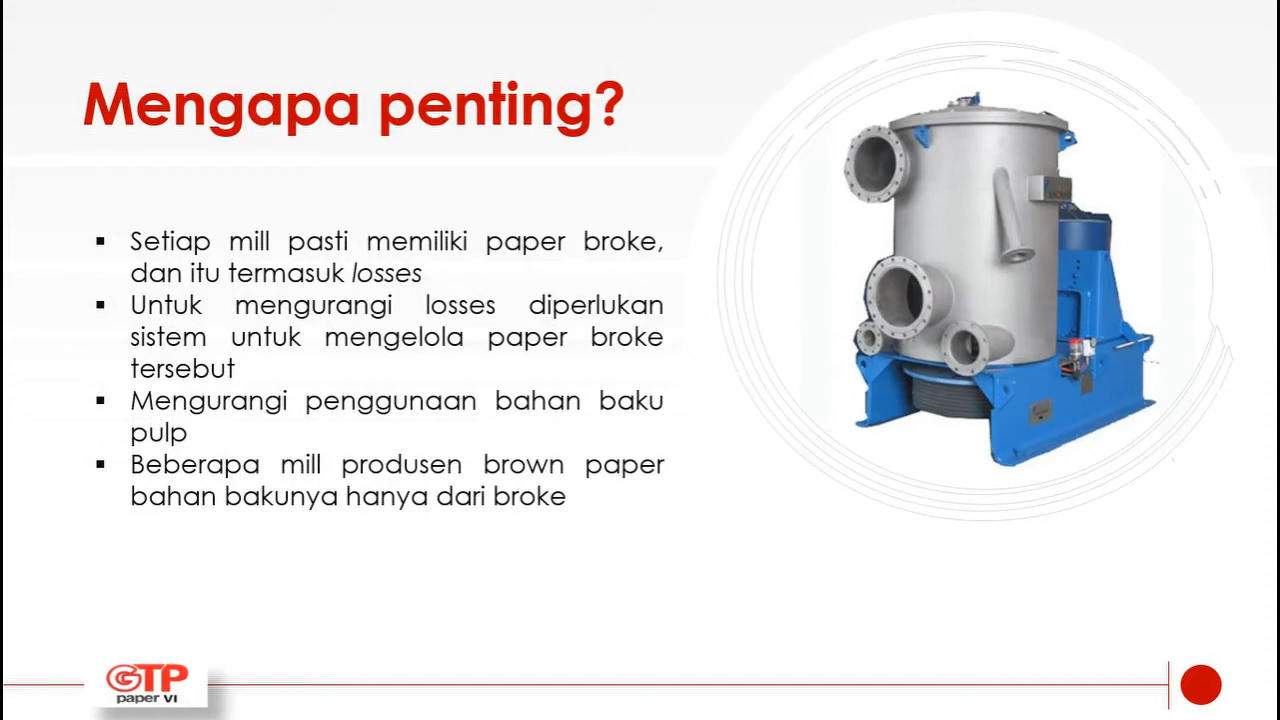 Mengapa penting?
▪ Setiap mill pasti memiliki paper broke,
dan itu termasuk losses
▪ Untuk mengurangi losses diperlukan
sistem untuk mengelola paper broke
tersebut
▪ Mengurangi penggunaan bahan baku
pulp
▪ Beberapa mill produsen brown paper
bahan bakunya hanya dari broke
GTP
paper VI